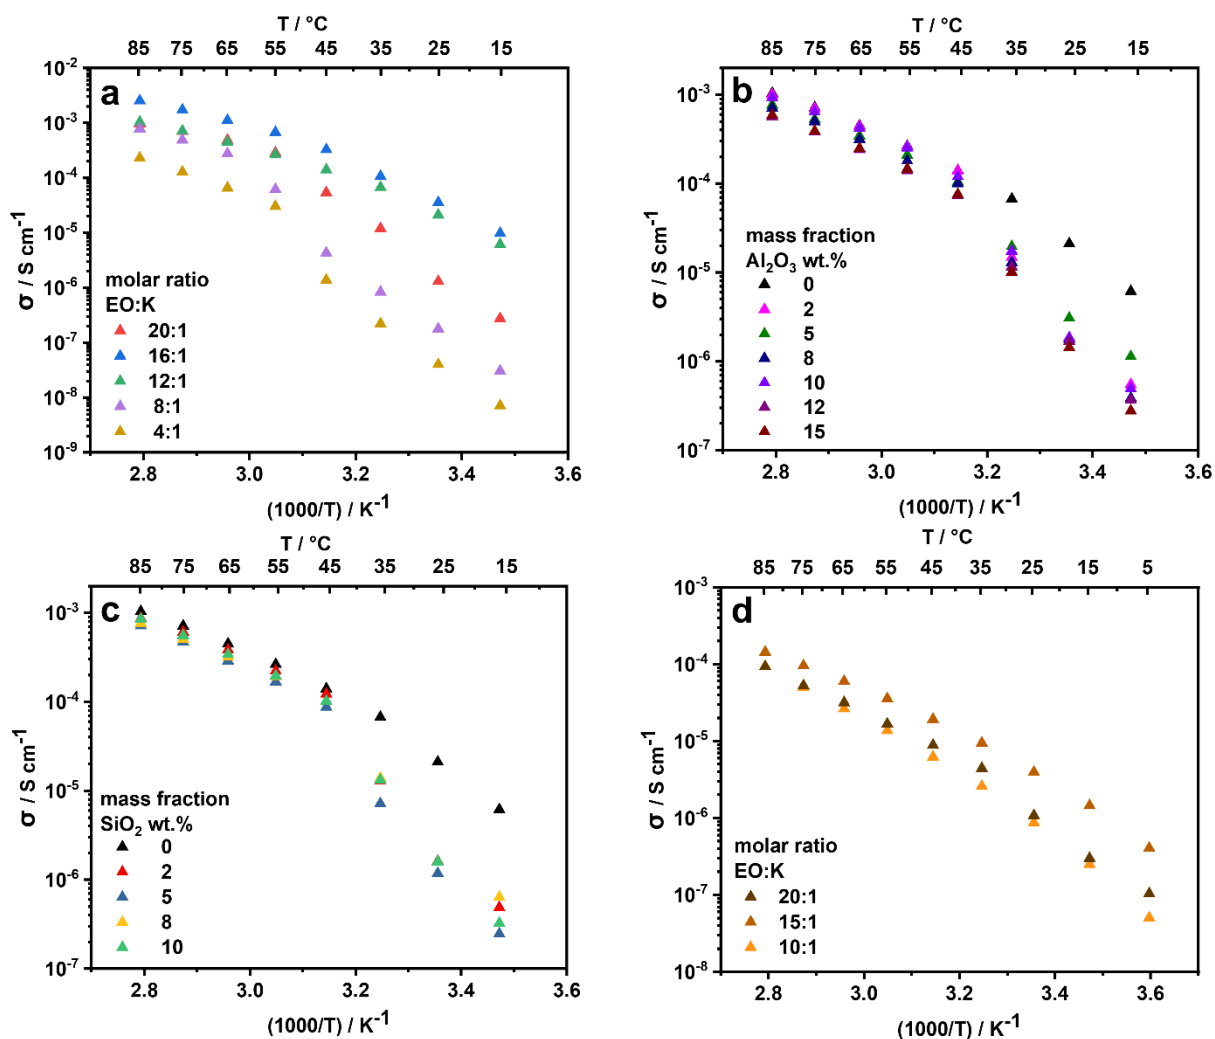 T / °C
85 75 65 55 45 35 25 15
a
10-2
10-3
10-4
10-5
10-6
10-7
10-8
10-9
σ / S cm-1
molar ratio
EO:K
20:1
16:1
12:1
8:1
4:1
2.8 3.0 3.2 3.4 3.6
(1000/T) / K-1
T / °C
85 75 65 55 45 35 25 15
b
10-3
10-4
10-5
10-6
10-7
σ / S cm-1
mass fraction
Al2O3 wt.%
0
2
5
8
10
12
15
2.8 3.0 3.2 3.4 3.6
(1000/T) / K-1
T / °C
85 75 65 55 45 35 25 15
c
10-3
10-4
10-5
10-6
10-7
σ / S cm-1
mass fraction
SiO2 wt.%
0
2
5
8
10
2.8 3.0 3.2 3.4 3.6
(1000/T) / K-1
T / °C
85 75 65 55 45 35 25 15 5
d
10-3
10-4
10-5
10-6
10-7
10-8
σ / S cm-1
molar ratio
EO:K
20:1
15:1
10:1
2.8 3.0 3.2 3.4 3.6
(1000/T) / K-1